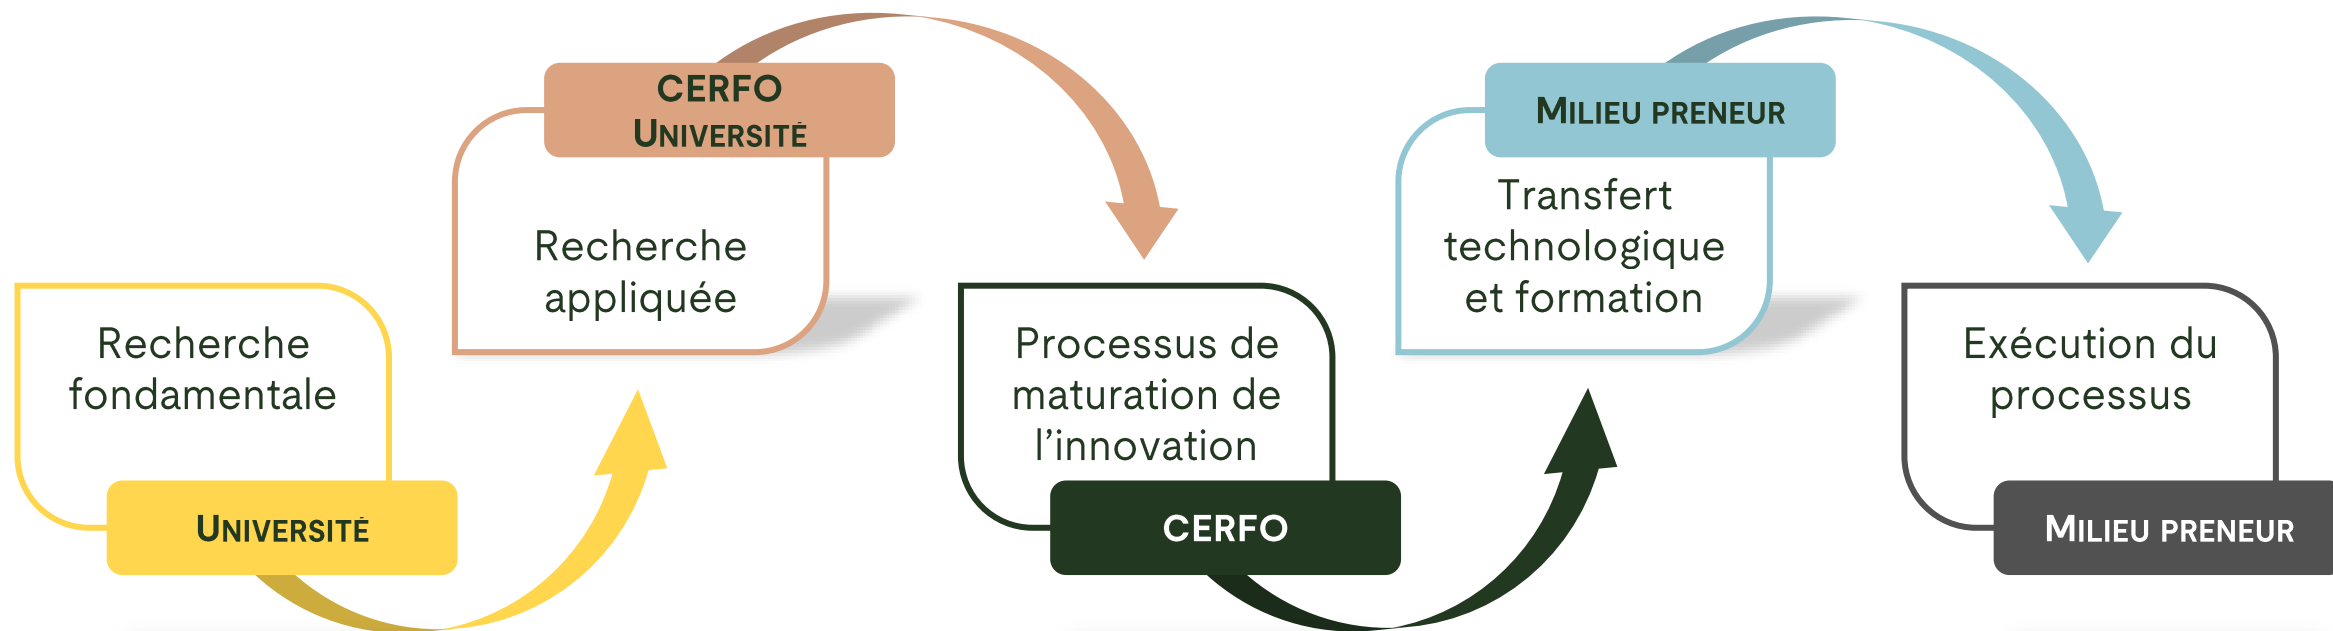 Recherche
fondamentale
UNIVERSITÉ
CERFO
UNIVERSITÉ
Recherche
appliquée
Processus de
maturation de
l’innovation
CERFO
MILIEU PRENEUR
Transfert
technologique
et formation
Exécution du
processus
MILIEU PRENEUR